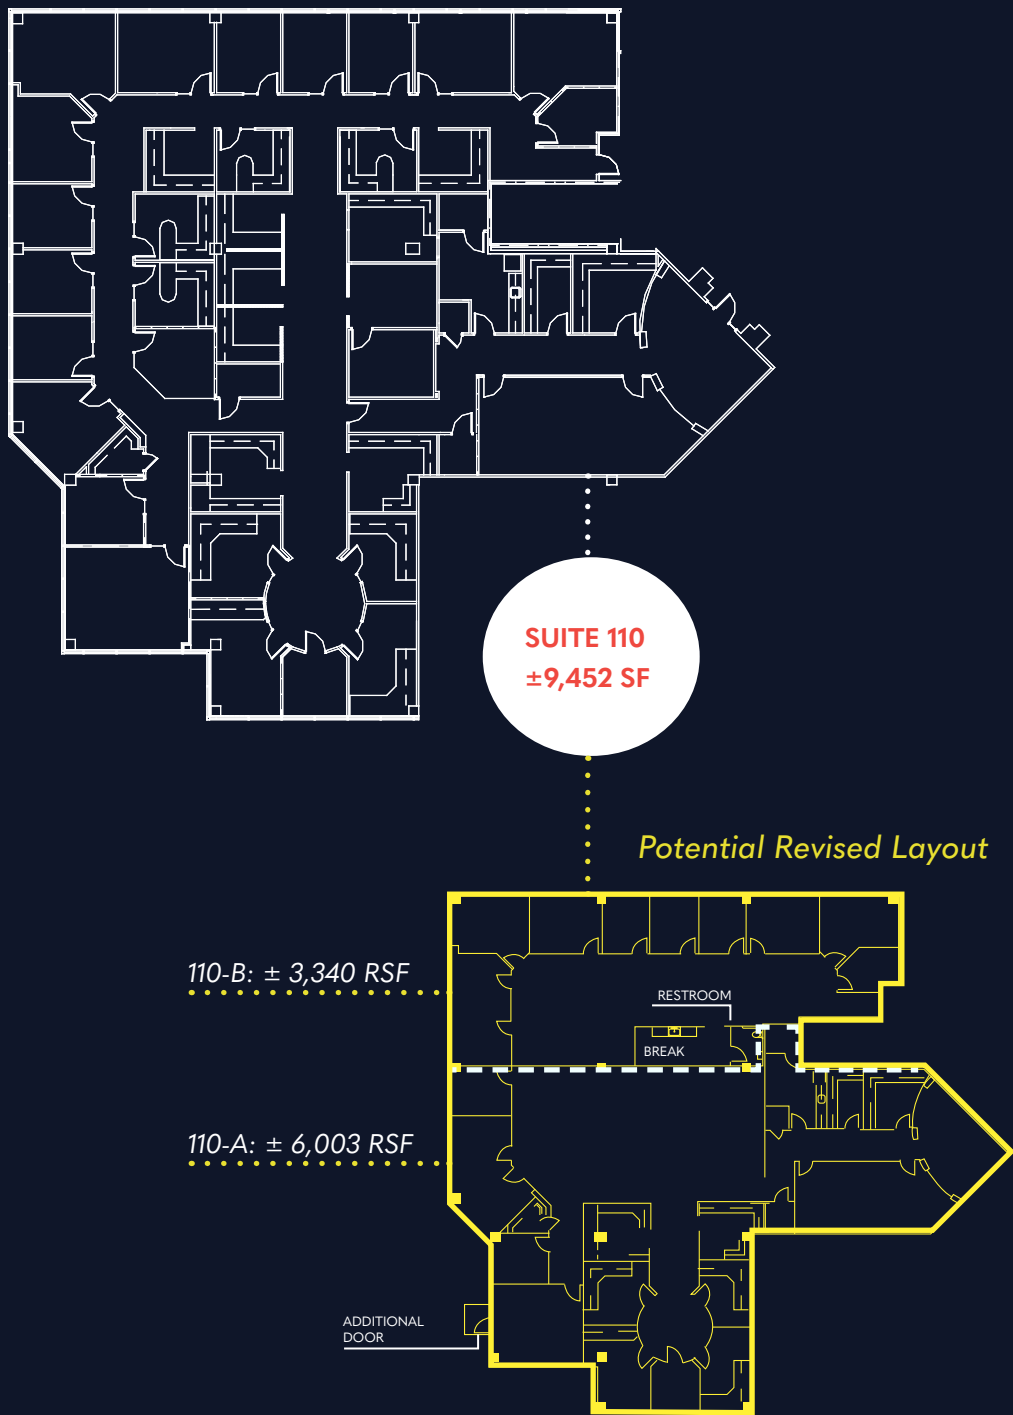 SUITE 110
±9,452 SF
Potential Revised Layout
110-B: ± 3,340 RSF
RESTROOM
BREAK
110-A: ± 6,003 RSF
ADDITIONAL
DOOR